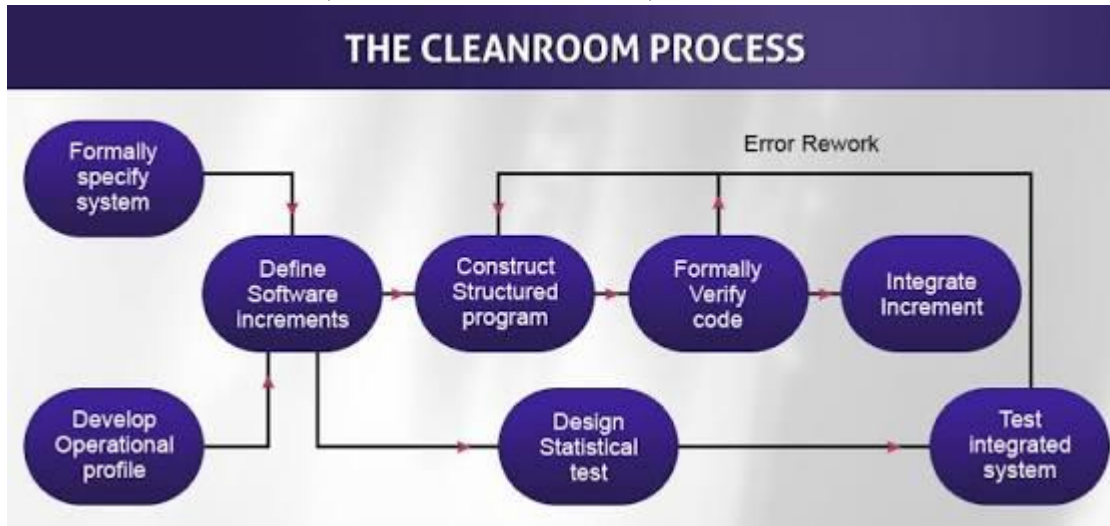 THE CLEANROOM PROCESS
Error Rework
Formally
specify
system
Define
Software
increments
Construct
Structured
program
Formally
Verify
code
Integrate
Increment
Develop
Operational
profile
Design
Statistical
test
Test
integrated
system